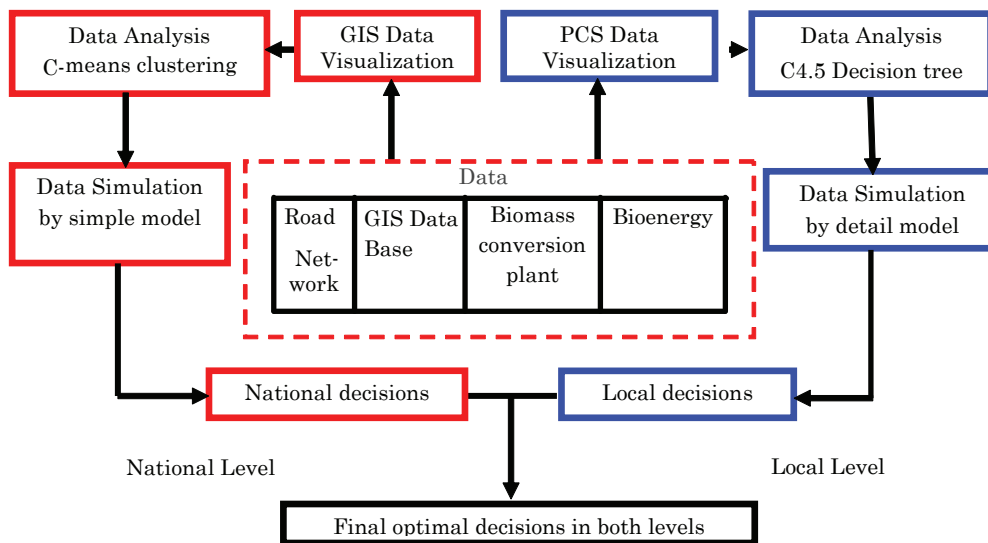 Data Analysis
C-means clustering
GIS Data
Visualization
PCS Data
Visualization
Data Analysis
C4.5 Decision tree
Data Simulation
by simple model
Data
Road
Net-
work
GIS Data
Base
Biomass
conversion
plant
Bioenergy
Data Simulation
by detail model
National decisions
Local decisions
National Level
Local Level
Final optimal decisions in both levels